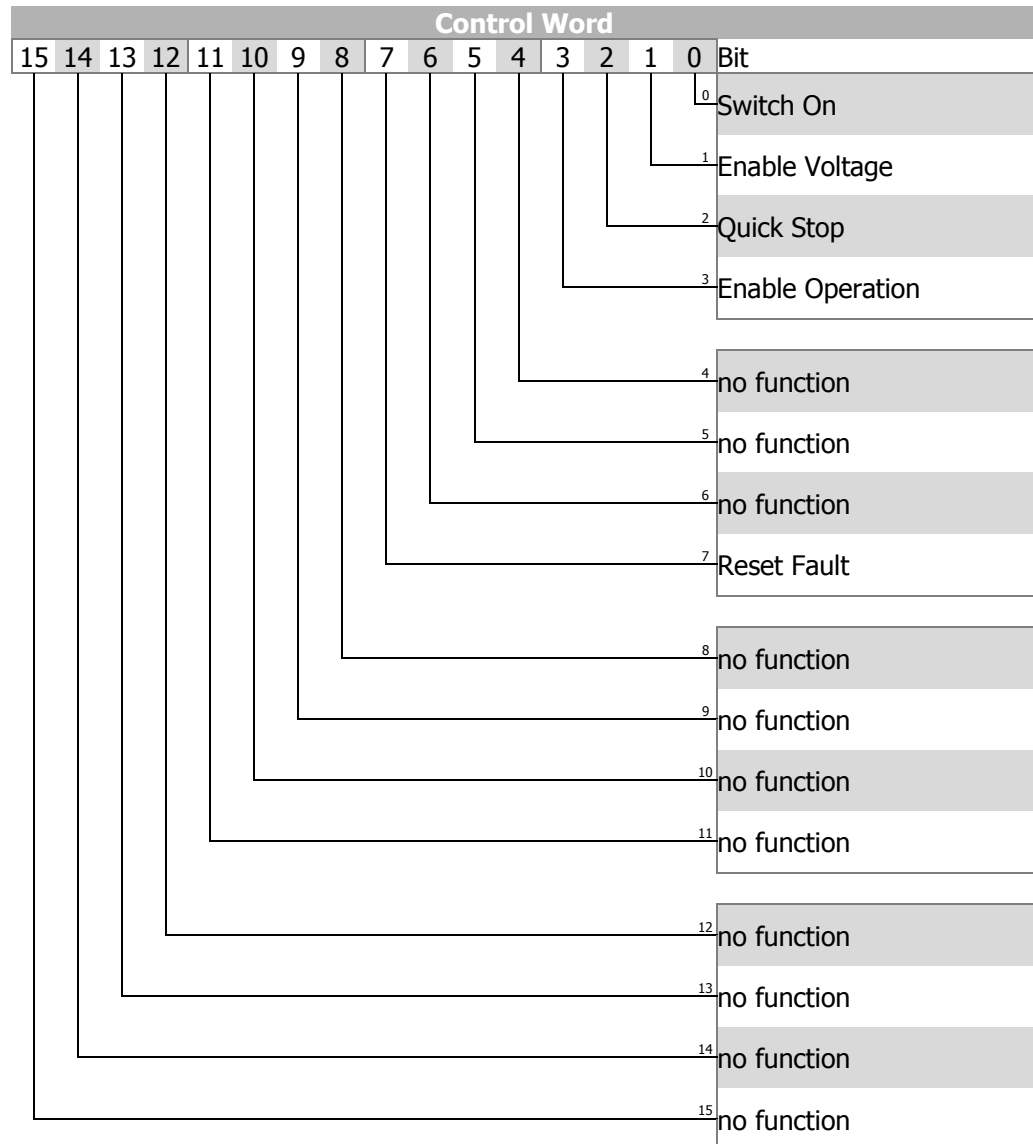 Control Word
15 14 13 12 11 10 9 8 7 6 5 4 3 2 1 0 Bit
0 Switch On
1 Enable Voltage
2 Quick Stop
3 Enable Operation
4 no function
5 no function
6 no function
7 Reset Fault
8 no function
9 no function
10 no function
11 no function
12 no function
13 no function
14 no function
15 no function